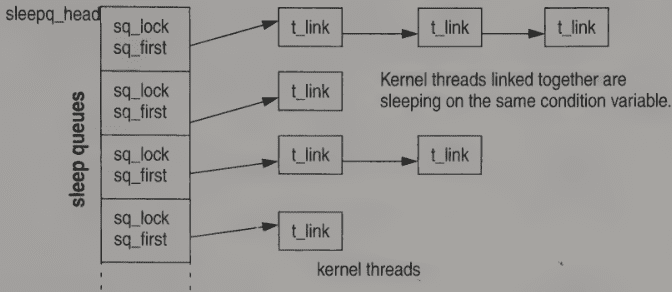 sleepq_head
sq_lock
sq_first
t_link
t_link
t_link
sq_lock
sq_first
t_link
Kernel threads linked together are
sleeping on the same condition variable.
sq_lock
sq_first
t_link
t_link
sq_lock
sq_first
t_link
sleep queues
kernel threads